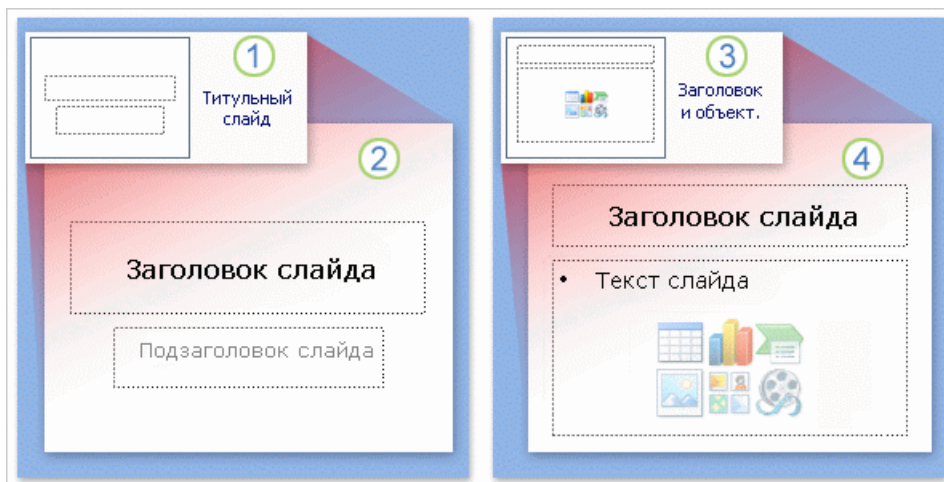 1
Титульный
слайд
2
Заголовок слайда
Подзаголовок слайда
3
Заголовок
и объект.
4
Заголовок слайда
• Текст слайда